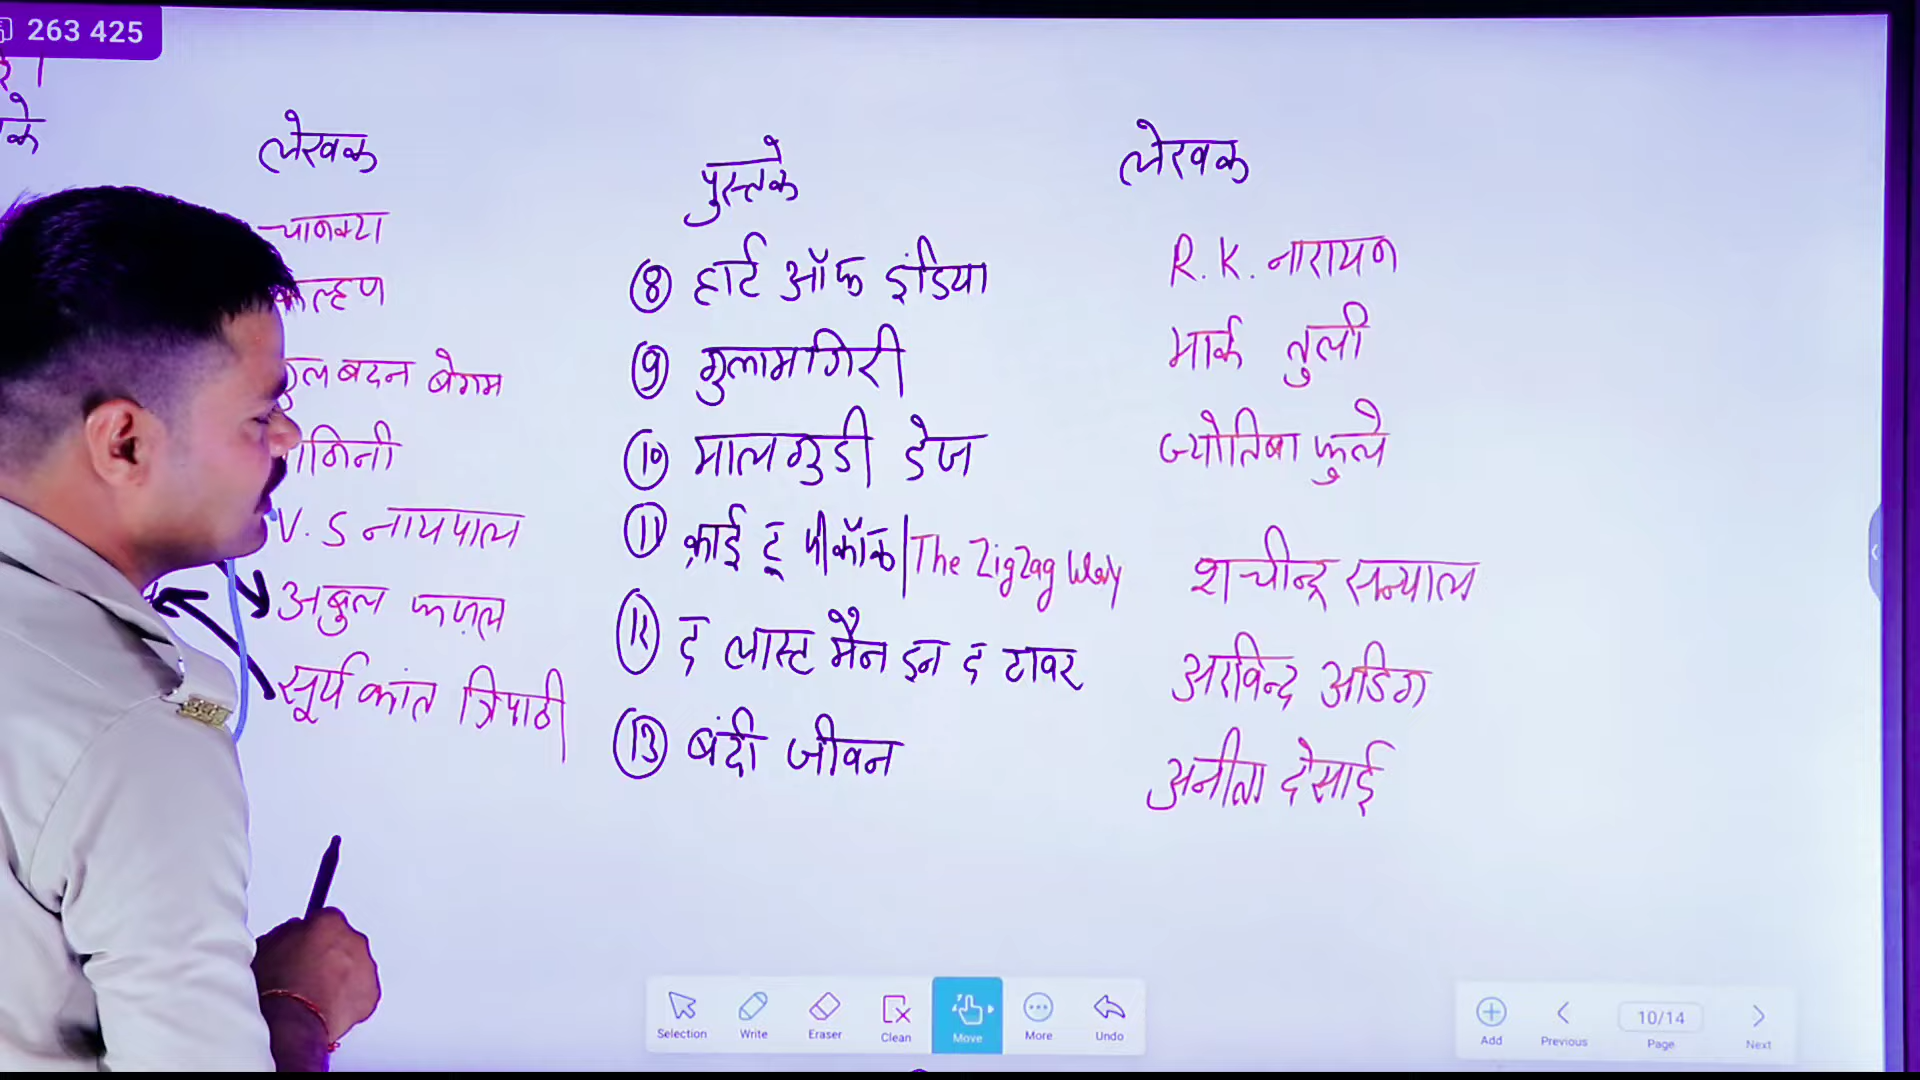 263 425
रे।
के
लेखक
पुस्तके
लेखक
चाणक्या
कल्हण
गुलबदन बेगम
V. S नायपाल
अबुल फज़ल
सूर्यकांत त्रिपाठी
⑧ हार्ट ऑफ इंडिया
⑨ गुलामगिरी
⑩ मालगुडी डेज
⑪ क्राई टू पीकॉक|The ZigZag Way
द लास्ट मैन इन द टावर
⑬ बंदी जीवन
R. K. नारायण
मार्क तुली
ज्योतिबा फुले
शचीन्द्र सन्याल
अरविन्द अडिग
अनीता देसाई
Selection Write Eraser Clean Move More Undo
Add Previous 10/14 Page Next